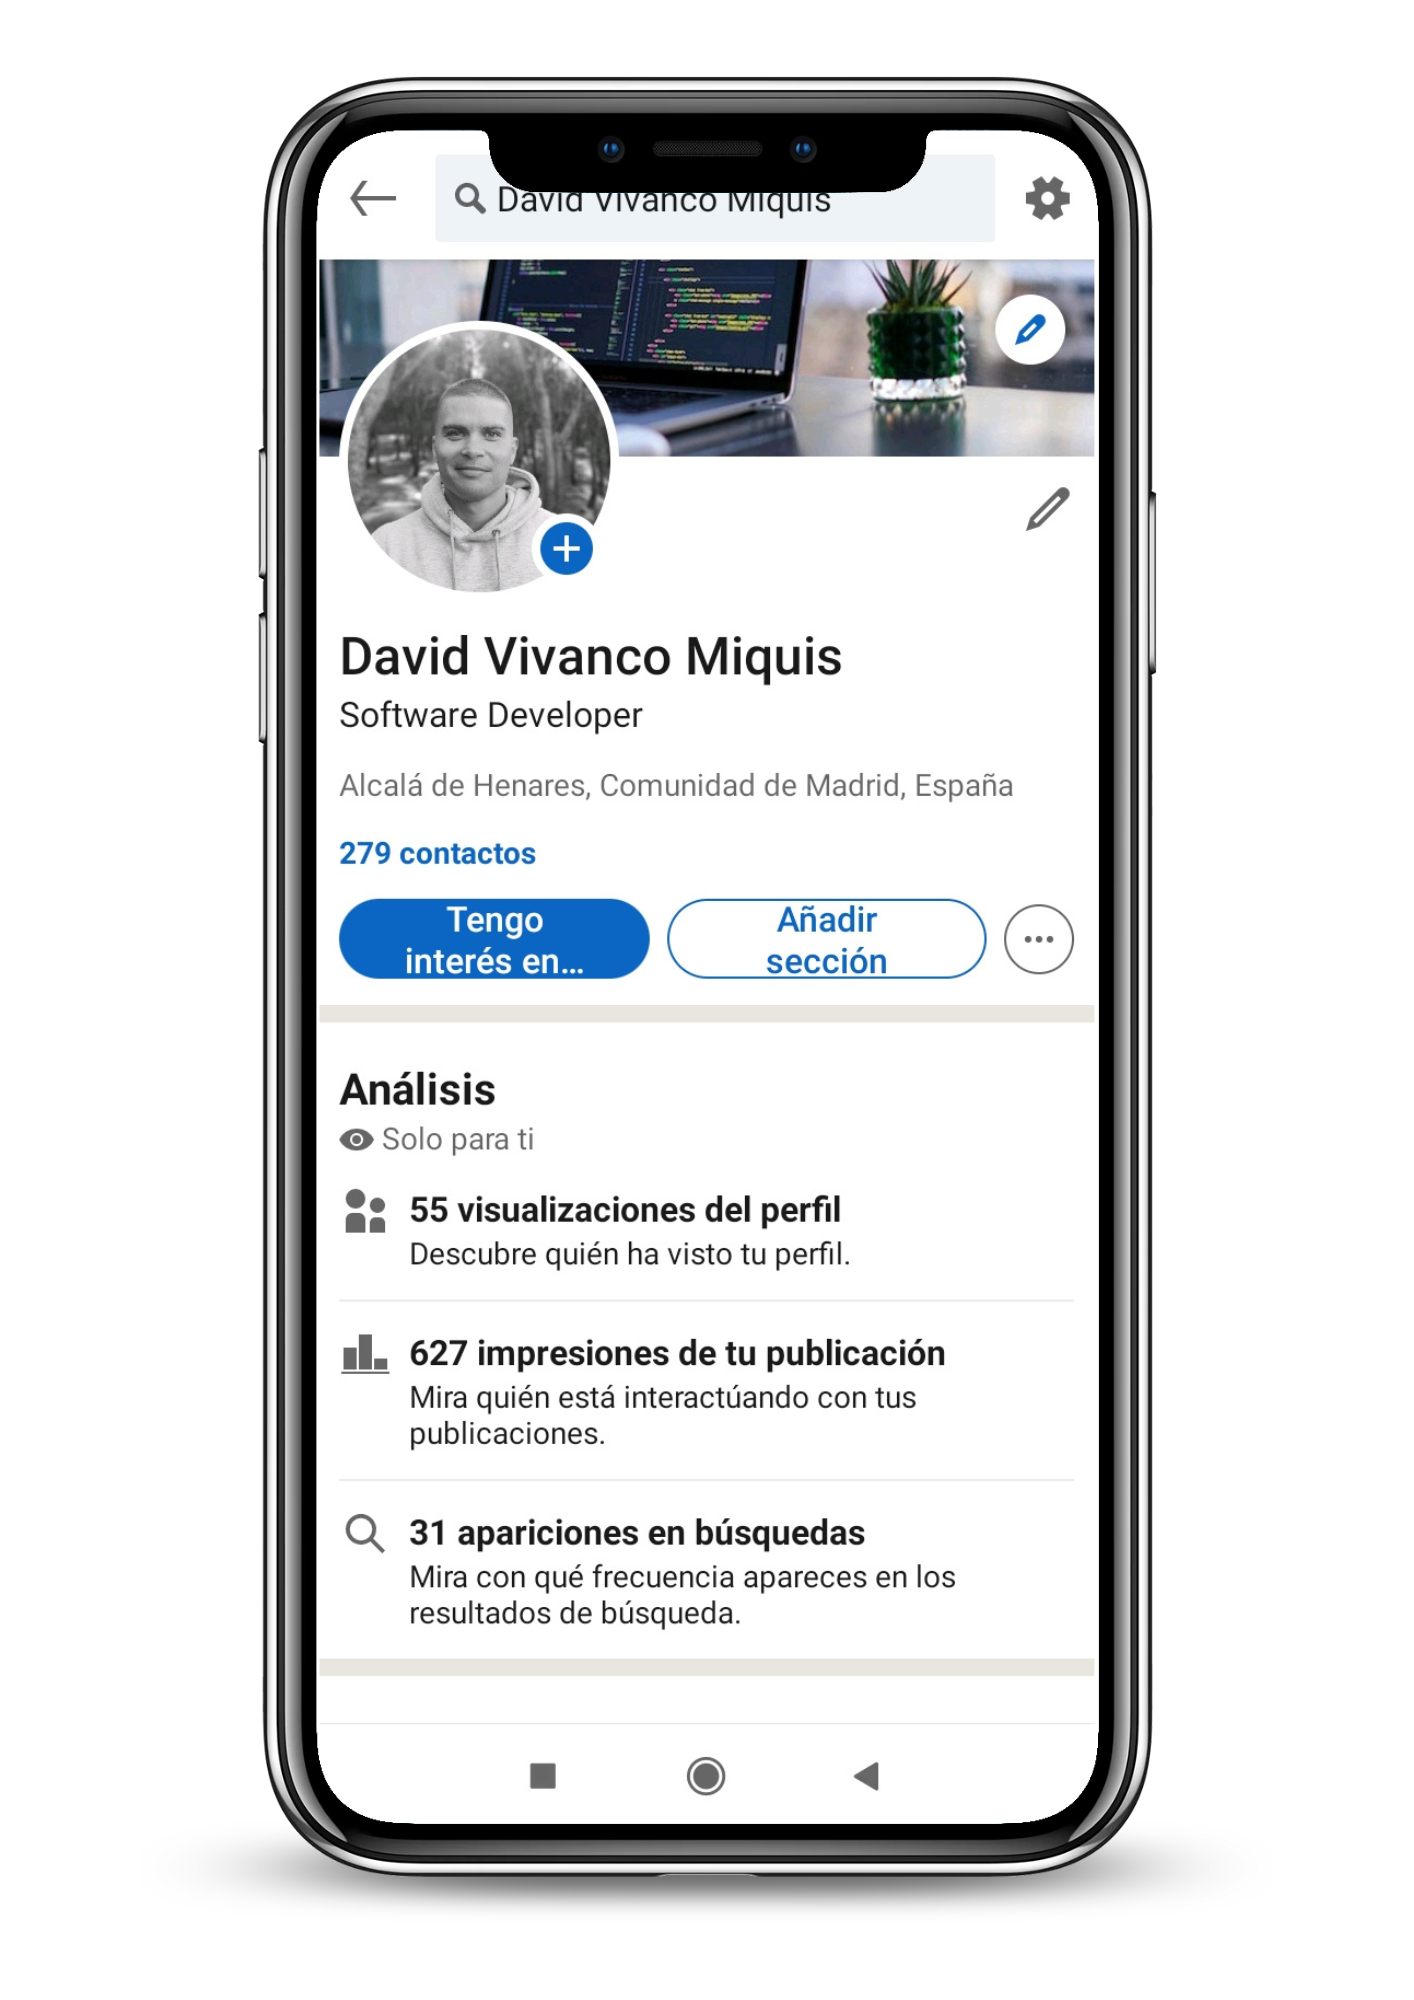 David Vivanco Miquis
David Vivanco Miquis
Software Developer
Alcalá de Henares, Comunidad de Madrid, España
279 contactos
Tengo
interés en...
Añadir
sección
Análisis
Solo para ti
55 visualizaciones del perfil
Descubre quién ha visto tu perfil.
627 impresiones de tu publicación
Mira quién está interactúando con tus
publicaciones.
31 apariciones en búsquedas
Mira con qué frecuencia apareces en los
resultados de búsqueda.